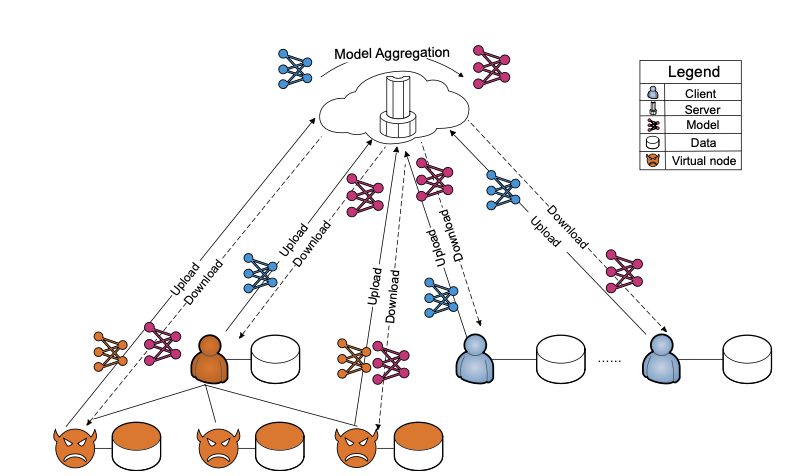 Model Aggregation
Legend
Client
Server
Model
Data
Virtual node
Upload
Download
Upload
Download
Upload
Download
Upload
Download
Upload
Download
......